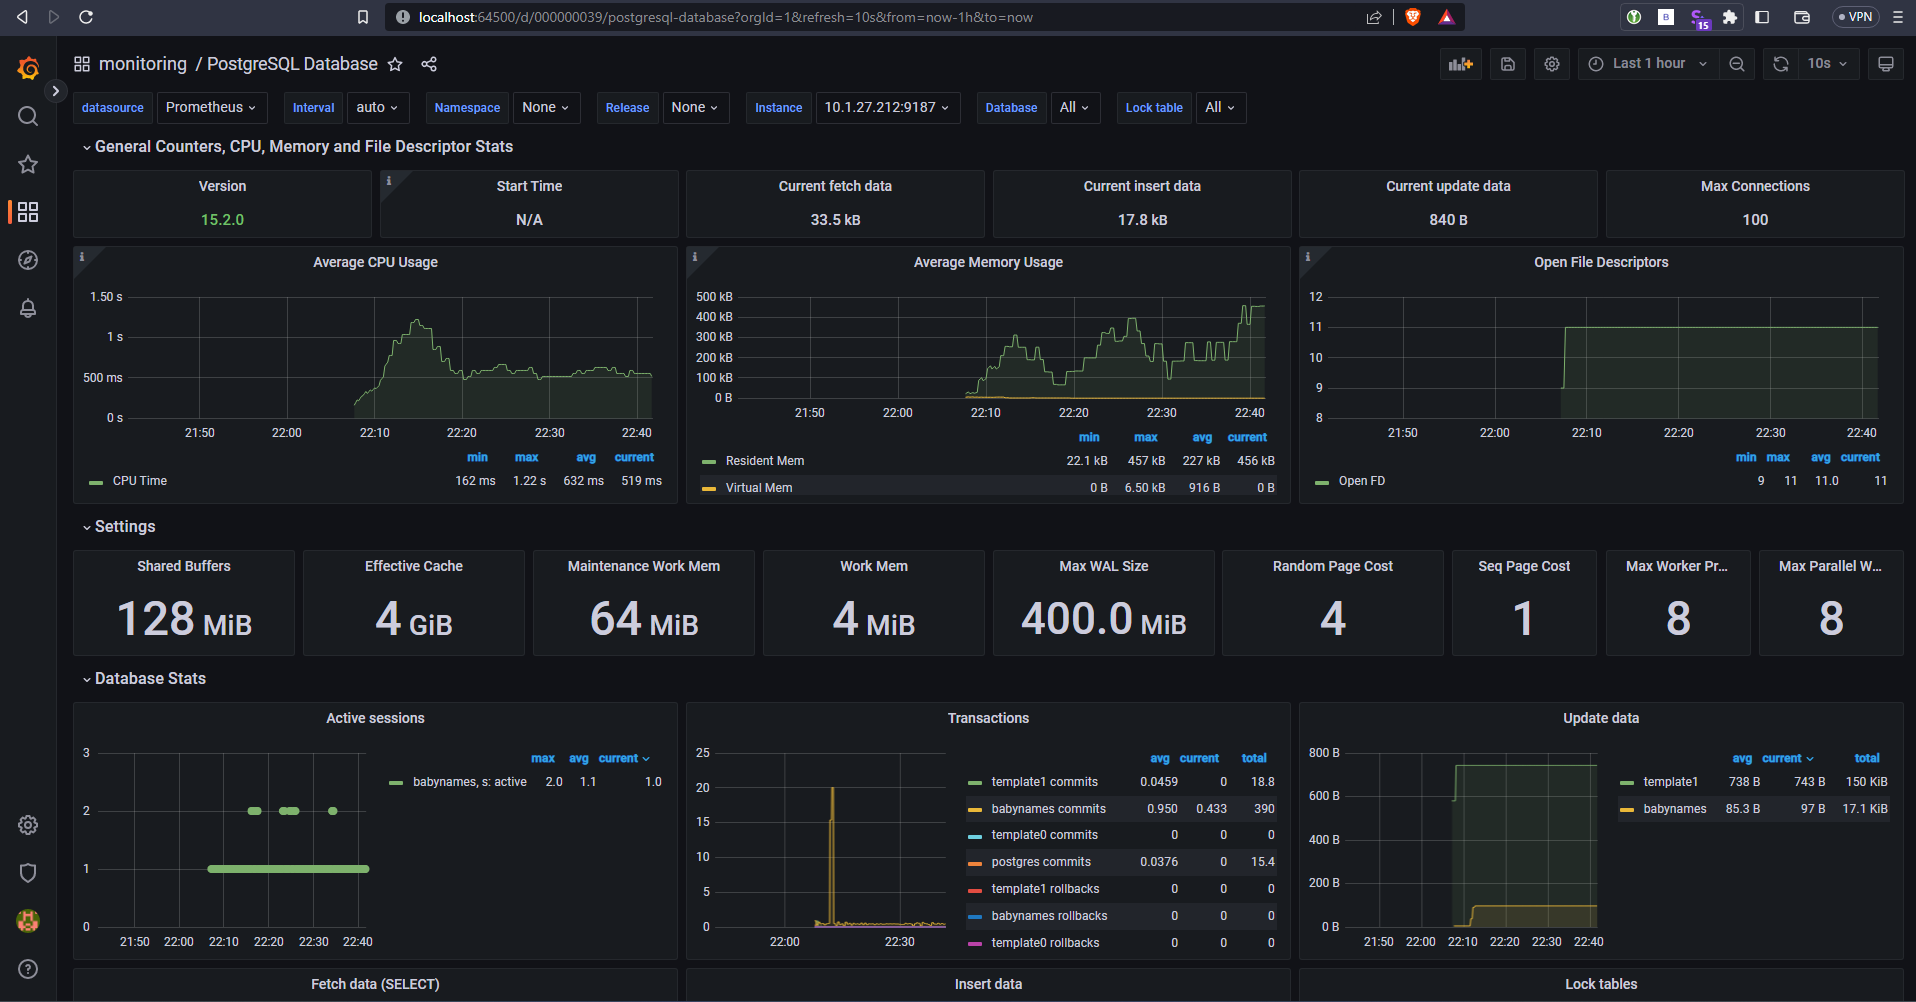 localhost:64500/d/000000039/postgresql-database?orgId=1&refresh=10s&from=now-1h&to=now
B
15
VPN
monitoring / PostgreSQL Database
Last 1 hour
10s
datasource Prometheus Interval auto Namespace None Release None Instance 10.1.27.212:9187 Database All Lock table All
General Counters, CPU, Memory and File Descriptor Stats
Version
15.2.0
Start Time
N/A
Current fetch data
33.5 kB
Current insert data
17.8 kB
Current update data
840 B
Max Connections
100
Average CPU Usage
1.50 s
1 s
500 ms
0 s
21:50 22:00 22:10 22:20 22:30 22:40
min max avg current
CPU Time 162 ms 1.22 s 632 ms 519 ms
Average Memory Usage
500 kB
400 kB
300 kB
200 kB
100 kB
0 B
21:50 22:00 22:10 22:20 22:30 22:40
min max avg current
Resident Mem 22.1 kB 457 kB 227 kB 456 kB
Virtual Mem 0 B 6.50 kB 916 B 0 B
Open File Descriptors
12
11
10
9
8
21:50 22:00 22:10 22:20 22:30 22:40
min max avg current
Open FD 9 11 11.0 11
Settings
Shared Buffers
128 MiB
Effective Cache
4 GiB
Maintenance Work Mem
64 MiB
Work Mem
4 MiB
Max WAL Size
400.0 MiB
Random Page Cost
4
Seq Page Cost
1
Max Worker Pr...
8
Max Parallel W...
8
Database Stats
Active sessions
3
2
1
0
21:50 22:00 22:10 22:20 22:30 22:40
max avg current
babynames, s: active 2.0 1.1 1.0
Transactions
25
20
15
10
5
0
22:00 22:30
avg current total
template1 commits 0.0459 0 18.8
babynames commits 0.950 0.433 390
template0 commits 0 0 0
postgres commits 0.0376 0 15.4
template1 rollbacks 0 0 0
babynames rollbacks 0 0 0
template0 rollbacks 0 0 0
Update data
800 B
600 B
400 B
200 B
0 B
21:50 22:00 22:10 22:20 22:30 22:40
avg current total
template1 738 B 743 B 150 KiB
babynames 85.3 B 97 B 17.1 KiB
Fetch data (SELECT)
Insert data
Lock tables